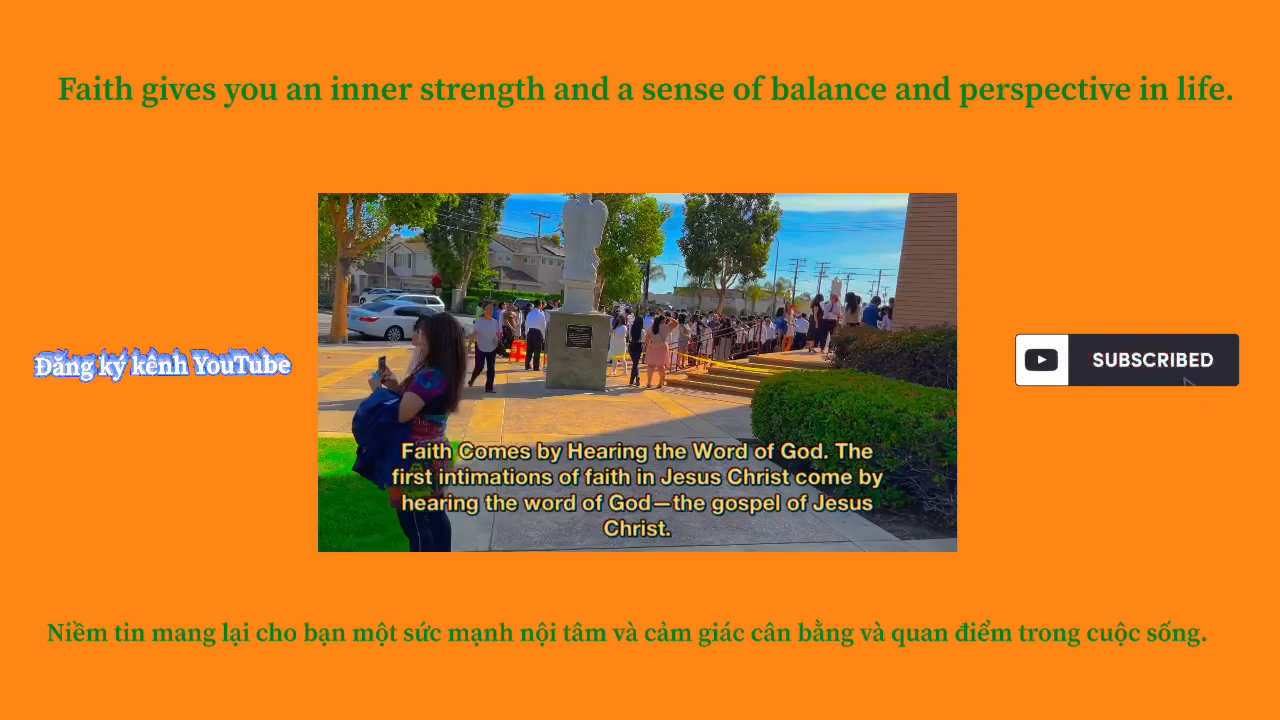 Faith gives you an inner strength and a sense of balance and perspective in life.
Đăng ký kênh YouTube
SUBSCRIBED
Faith Comes by Hearing the Word of God. The
first intimations of faith in Jesus Christ come by
hearing the word of God—the gospel of Jesus
Christ.
Niềm tin mang lại cho bạn một sức mạnh nội tâm và cảm giác cân bằng và quan điểm trong cuộc sống.